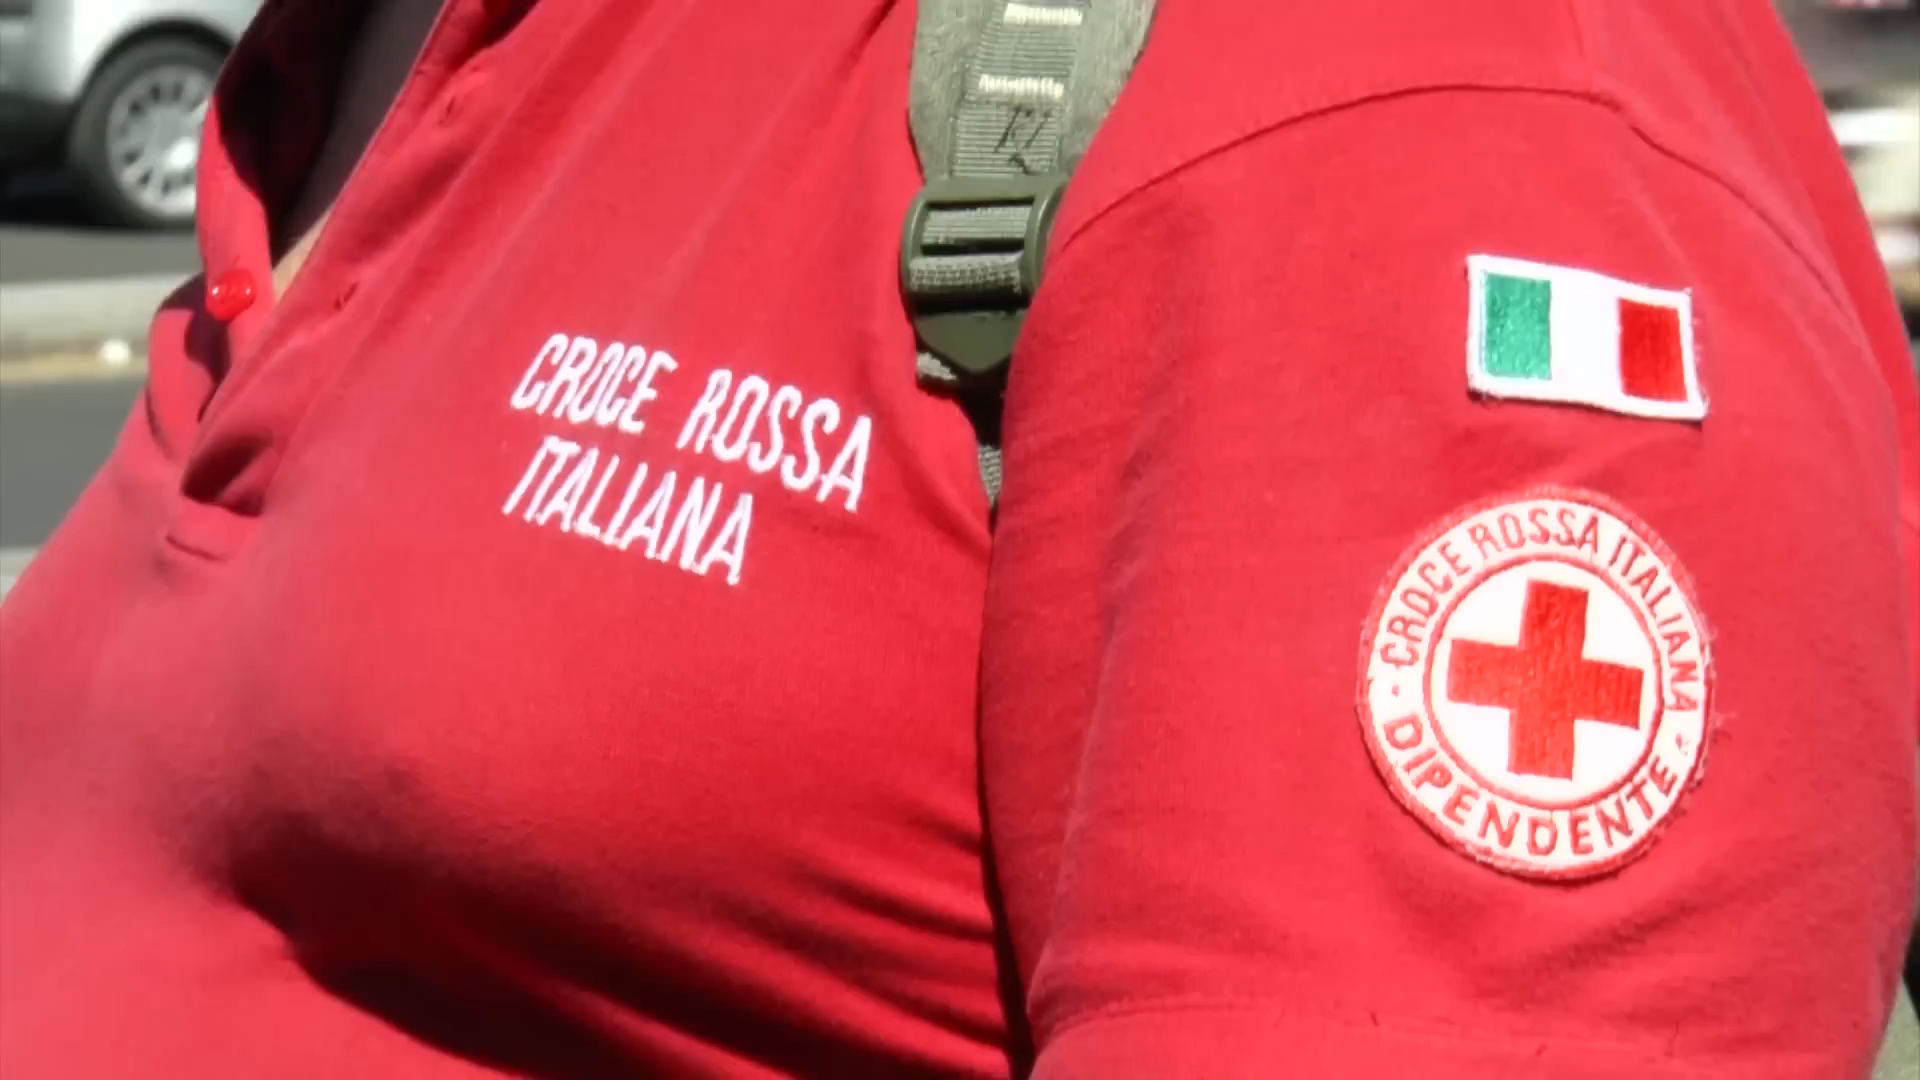 CROCE ROSSA
ITALIANA
CROCE ROSSA ITALIANA
DIPENDENTE